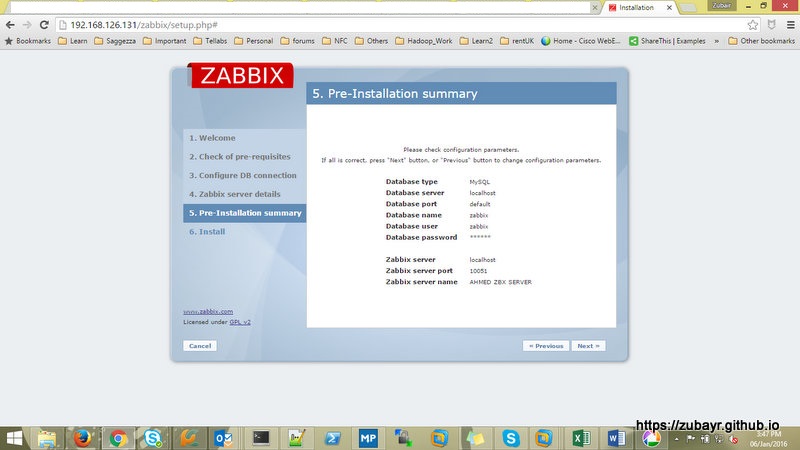 Installation
Zubair
192.168.126.131/zabbix/setup.php#
Bookmarks Learn Saggezza Important Tellabs Personal forums NFC Others Hadoop_Work Learn2 rentUK Home - Cisco WebE... ShareThis | Examples » Other bookmarks
ZABBIX
5. Pre-Installation summary
1. Welcome
2. Check of pre-requisites
3. Configure DB connection
4. Zabbix server details
5. Pre-Installation summary
6. Install
Please check configuration parameters.
If all is correct, press "Next" button, or "Previous" button to change configuration parameters.
Database type MySQL
Database server localhost
Database port default
Database name zabbix
Database user zabbix
Database password ******
Zabbix server localhost
Zabbix server port 10051
Zabbix server name AHMED ZBX SERVER
www.zabbix.com
Licensed under GPL v2
Cancel
« Previous Next »
MP
https://zubayr.github.io
3:47 PM
06/Jan/2016